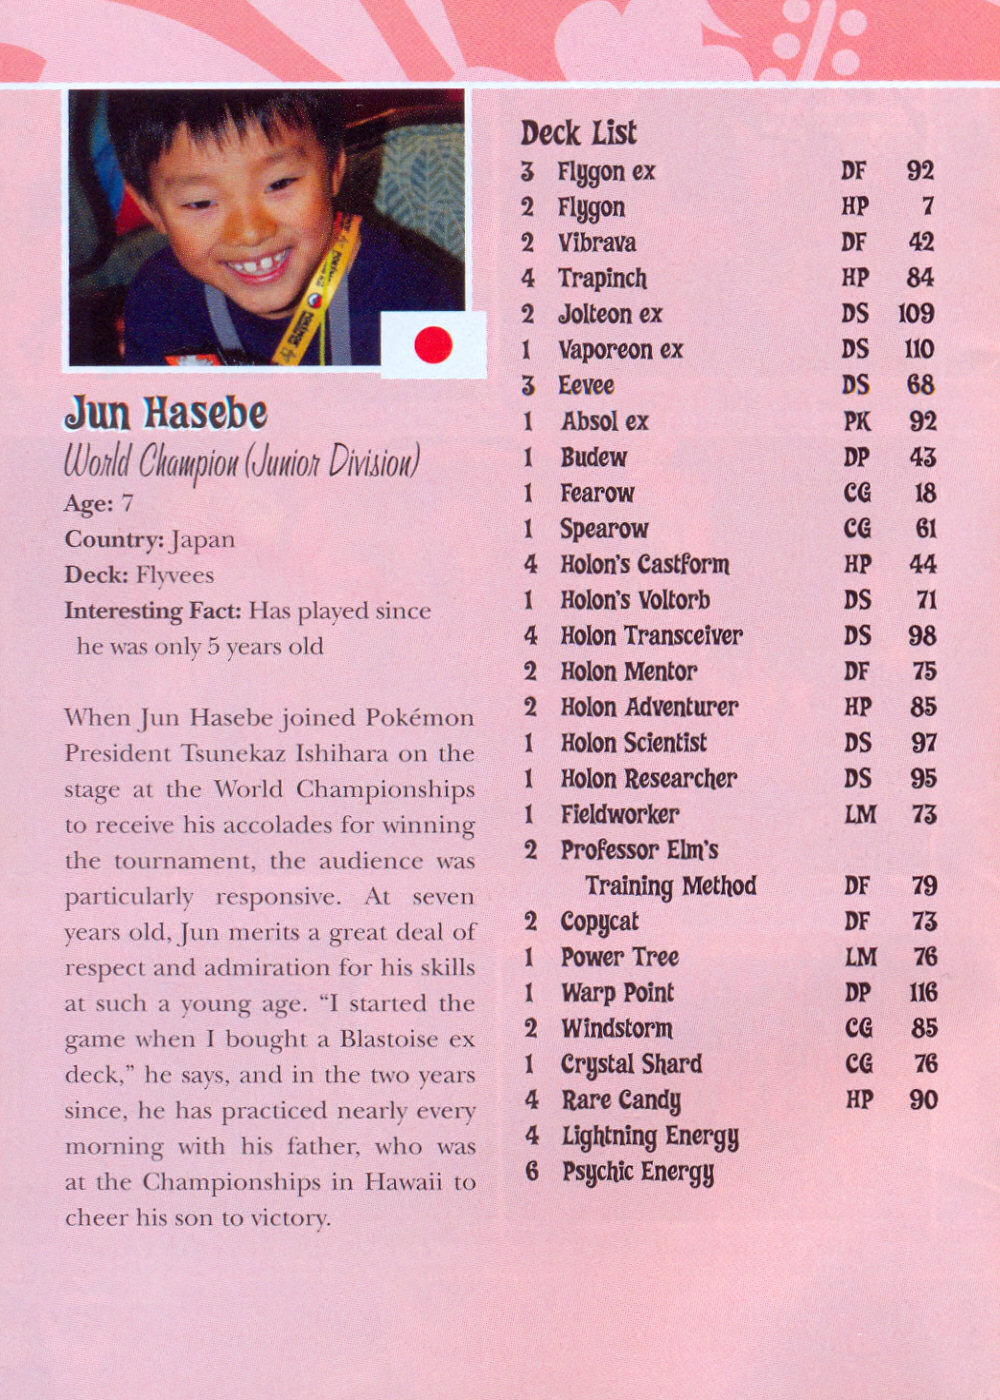 Jun Hasebe
World Champion (Junior Division)
Age: 7
Country: Japan
Deck: Flyvees
Interesting Fact: Has played since
he was only 5 years old
When Jun Hasebe joined Pokémon
President Tsunekaz Ishihara on the
stage at the World Championships
to receive his accolades for winning
the tournament, the audience was
particularly responsive. At seven
years old, Jun merits a great deal of
respect and admiration for his skills
at such a young age. “I started the
game when I bought a Blastoise ex
deck,” he says, and in the two years
since, he has practiced nearly every
morning with his father, who was
at the Championships in Hawaii to
cheer his son to victory.
Deck List
3 Flygon ex DF 92
2 Flygon HP 7
2 Vibrava DF 42
4 Trapinch HP 84
2 Jolteon ex DS 109
1 Vaporeon ex DS 110
3 Eevee DS 68
1 Absol ex PK 92
1 Budew DP 43
1 Fearow CG 18
1 Spearow CG 61
4 Holon's Castform HP 44
1 Holon's Voltorb DS 71
4 Holon Transceiver DS 98
2 Holon Mentor DF 75
2 Holon Adventurer HP 85
1 Holon Scientist DS 97
1 Holon Researcher DS 95
1 Fieldworker LM 73
2 Professor Elm's
Training Method DF 79
2 Copycat DF 73
1 Power Tree LM 76
1 Warp Point DP 116
2 Windstorm CG 85
1 Crystal Shard CG 76
4 Rare Candy HP 90
4 Lightning Energy
6 Psychic Energy